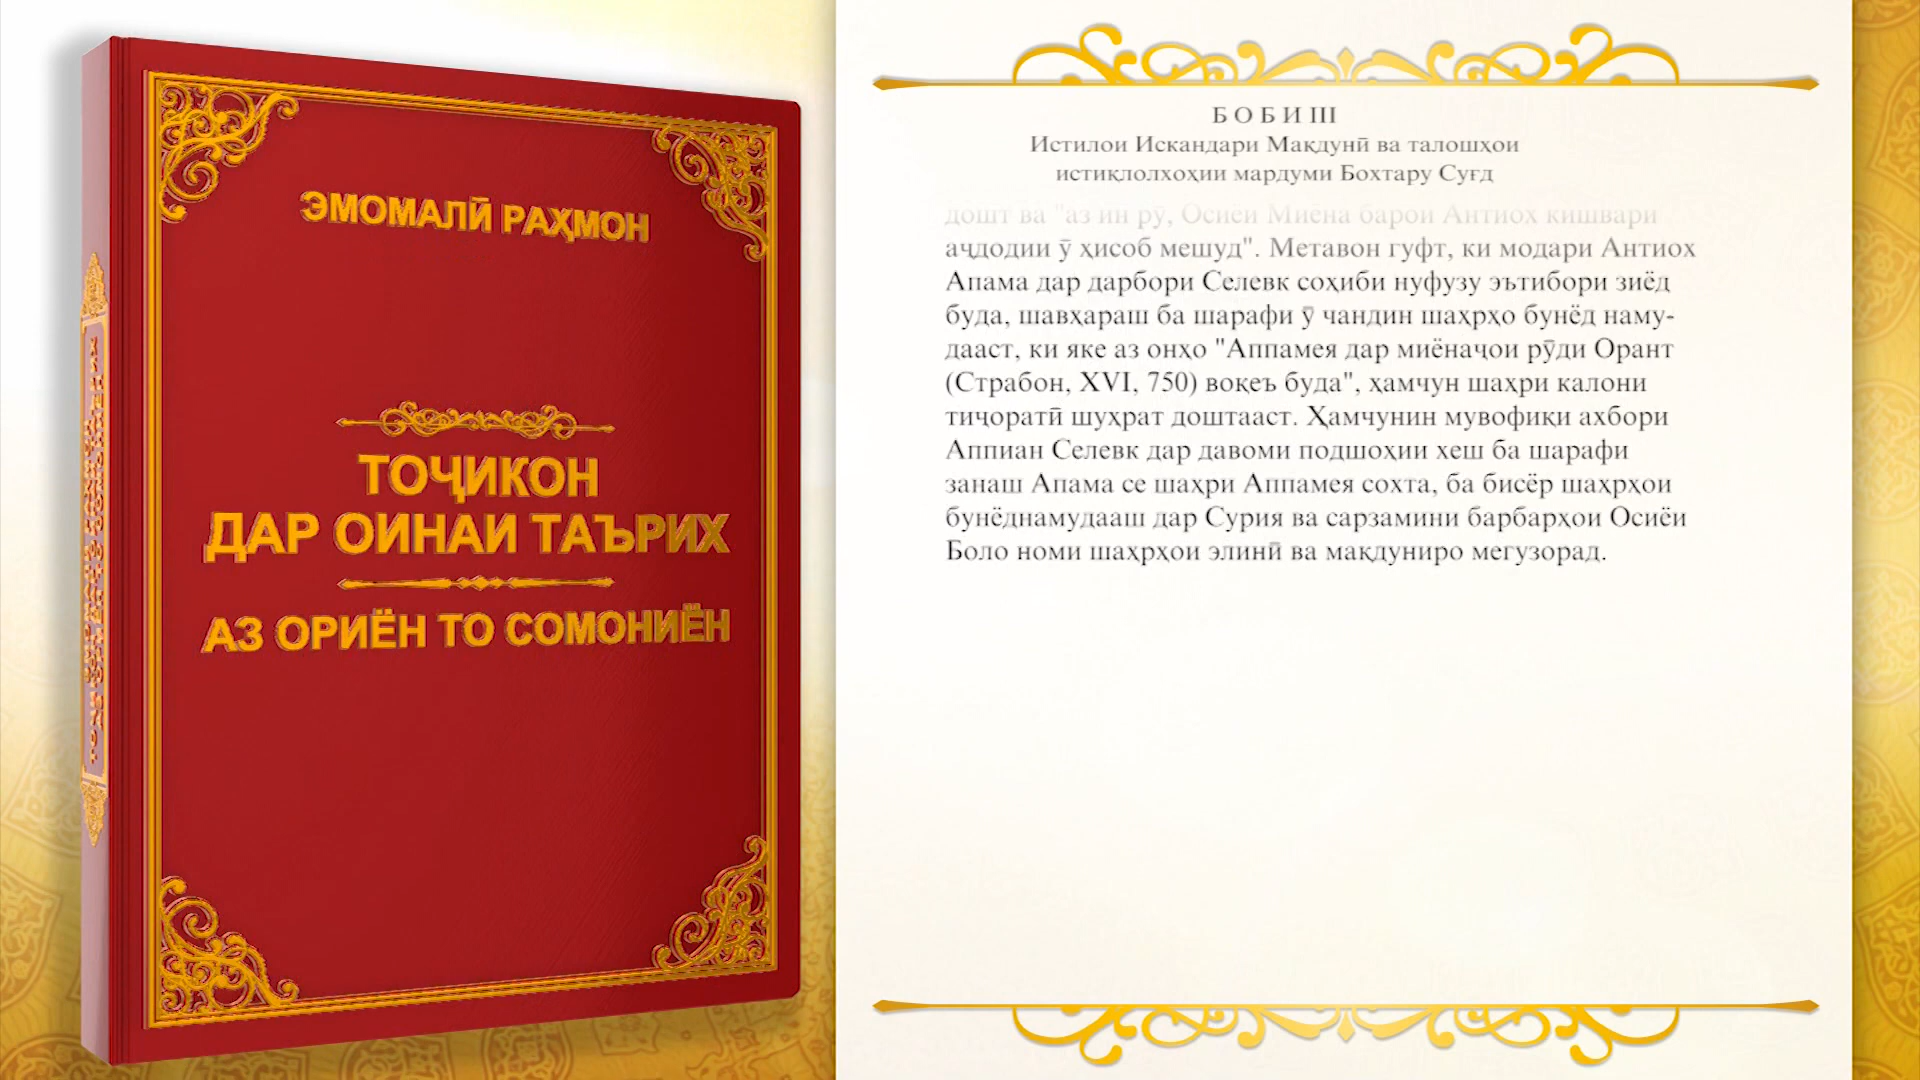 ЭМОМАЛӢ РАҲМОН
ТОҶИКОН
ДАР ОИНАИ ТАЪРИХ
АЗ ОРИЁН ТО СОМОНИЁН
БОБИ III
Истилои Искандари Мақдунӣ ва талошҳои
истиқлолхоҳии мардуми Бохтару Суғд
дошт ва "аз ин рӯ, Осиёи Миёна барои Антиох кишвари
аҷдодии ӯ ҳисоб мешуд". Метавон гуфт, ки модари Антиох
Апама дар дарбори Селевк соҳиби нуфузу эътибори зиёд
буда, шавҳараш ба шарафи ӯ чандин шаҳрҳо бунёд наму-
дааст, ки яке аз онҳо "Аппамея дар миёнаҷои рӯди Орант
(Страбон, XVI, 750) воқеъ буда", ҳамчун шаҳри калони
тиҷоратӣ шуҳрат доштааст. Ҳамчунин мувофиқи ахбори
Аппиан Селевк дар давоми подшоҳии хеш ба шарафи
занаш Апама се шаҳри Аппамея сохта, ба бисёр шаҳрҳои
бунёднамудааш дар Сурия ва сарзамини барбарҳои Осиёи
Боло номи шаҳрҳои элинӣ ва мақдуниро мегузорад.